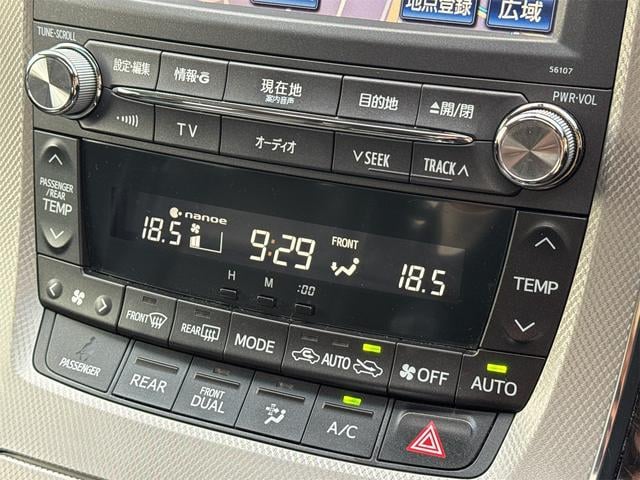 地点登録 広域
TUNE·SCROLL
56107
PWR·VOL
設定·編集 情報·G 現在地 目的地 ▲開/閉
案内音声
TV オーディオ ∨SEEK TRACK∧
PASSENGER
/REAR
TEMP
nanoe
18.5 9:29 FRONT 18.5
H M :00
TEMP
FRONT REAR MODE AUTO OFF AUTO
PASSENGER REAR FRONT
DUAL A/C